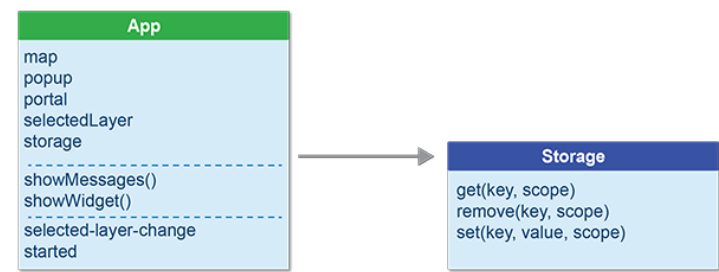 App
map
popup
portal
selectedLayer
storage
showMessages()
showWidget()
selected-layer-change
started
Storage
get(key, scope)
remove(key, scope)
set(key, value, scope)